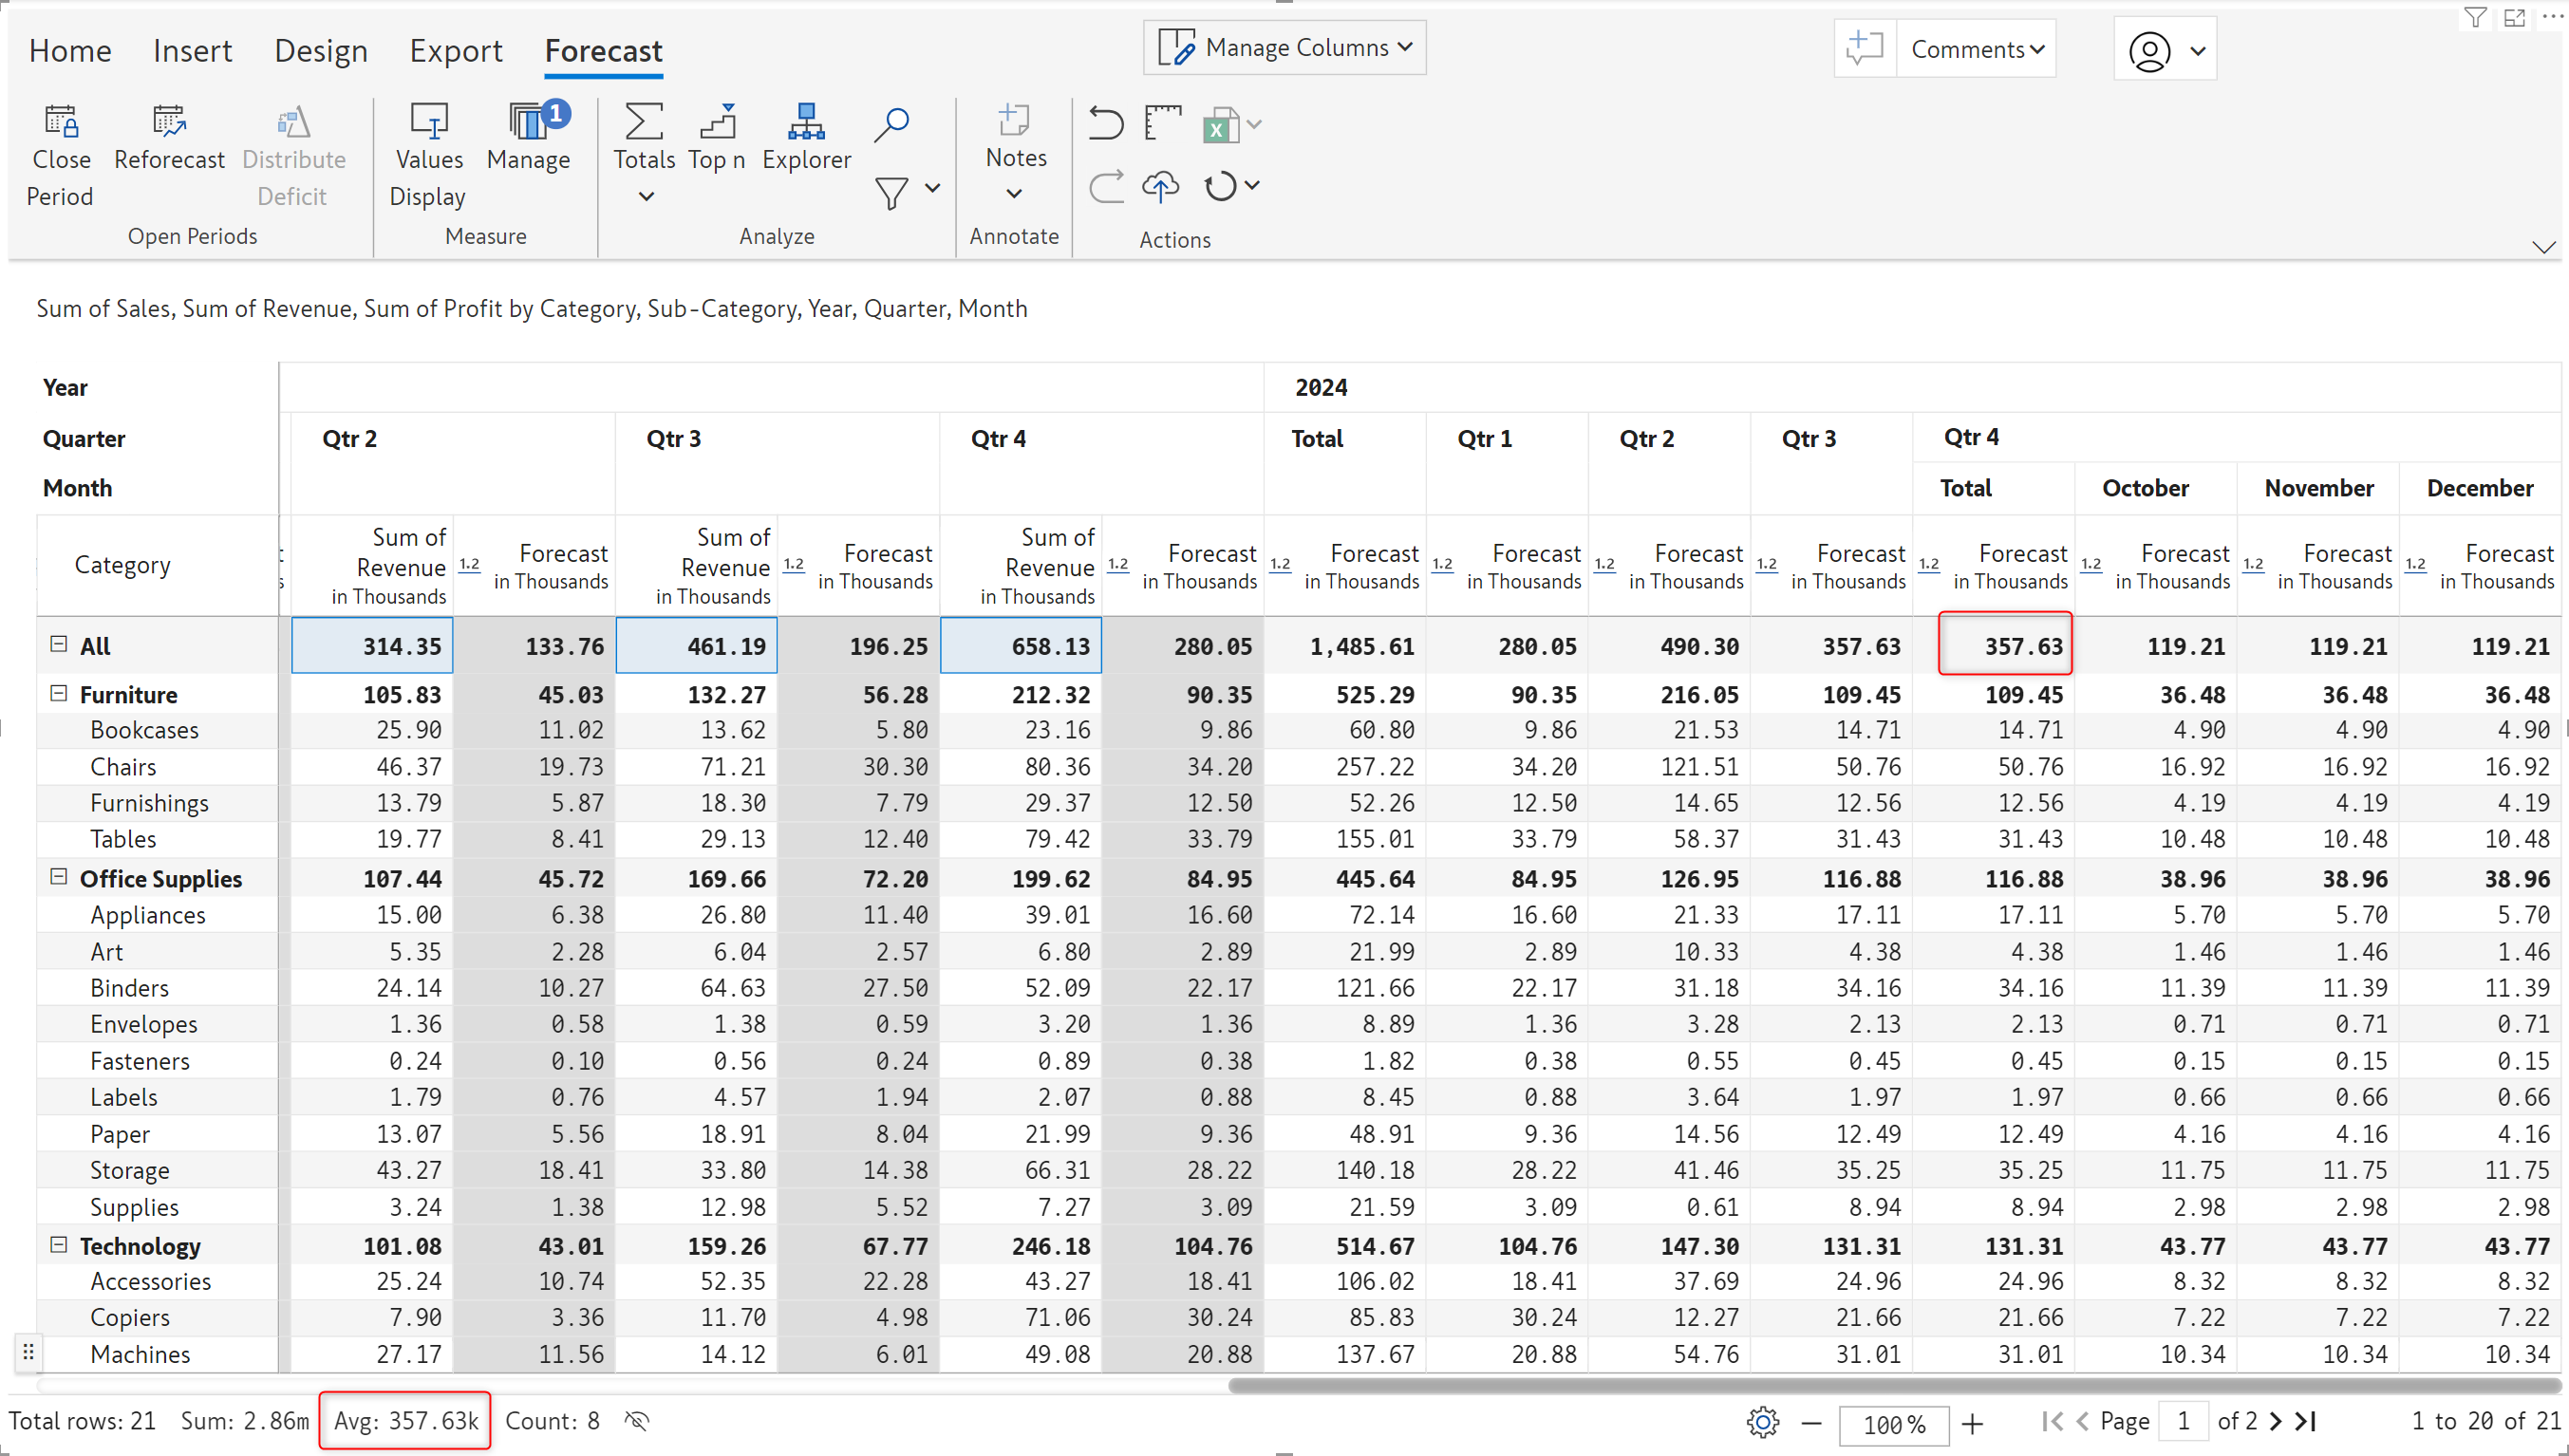 Home Insert Design Export Forecast Manage Columns Comments
Close Period Reforecast Distribute Deficit Values Display Manage 1 Totals Top n Explorer Notes
Open Periods Measure Analyze Annotate Actions
Sum of Sales, Sum of Revenue, Sum of Profit by Category, Sub-Category, Year, Quarter, Month
Year 2024
Quarter Qtr 2 Qtr 3 Qtr 4 Total Qtr 1 Qtr 2 Qtr 3 Qtr 4
Month Total October November December
Category Sum of Revenue in Thousands 1.2 Forecast in Thousands Sum of Revenue in Thousands 1.2 Forecast in Thousands Sum of Revenue in Thousands 1.2 Forecast in Thousands 1.2 Forecast in Thousands 1.2 Forecast in Thousands 1.2 Forecast in Thousands 1.2 Forecast in Thousands 1.2 Forecast in Thousands 1.2 Forecast in Thousands 1.2 Forecast in Thousands 1.2 Forecast in Thousands
All 314.35 133.76 461.19 196.25 658.13 280.05 1,485.61 280.05 490.30 357.63 357.63 119.21 119.21 119.21
Furniture 105.83 45.03 132.27 56.28 212.32 90.35 525.29 90.35 216.05 109.45 109.45 36.48 36.48 36.48
Bookcases 25.90 11.02 13.62 5.80 23.16 9.86 60.80 9.86 21.53 14.71 14.71 4.90 4.90 4.90
Chairs 46.37 19.73 71.21 30.30 80.36 34.20 257.22 34.20 121.51 50.76 50.76 16.92 16.92 16.92
Furnishings 13.79 5.87 18.30 7.79 29.37 12.50 52.26 12.50 14.65 12.56 12.56 4.19 4.19 4.19
Tables 19.77 8.41 29.13 12.40 79.42 33.79 155.01 33.79 58.37 31.43 31.43 10.48 10.48 10.48
Office Supplies 107.44 45.72 169.66 72.20 199.62 84.95 445.64 84.95 126.95 116.88 116.88 38.96 38.96 38.96
Appliances 15.00 6.38 26.80 11.40 39.01 16.60 72.14 16.60 21.33 17.11 17.11 5.70 5.70 5.70
Art 5.35 2.28 6.04 2.57 6.80 2.89 21.99 2.89 10.33 4.38 4.38 1.46 1.46 1.46
Binders 24.14 10.27 64.63 27.50 52.09 22.17 121.66 22.17 31.18 34.16 34.16 11.39 11.39 11.39
Envelopes 1.36 0.58 1.38 0.59 3.20 1.36 8.89 1.36 3.28 2.13 2.13 0.71 0.71 0.71
Fasteners 0.24 0.10 0.56 0.24 0.89 0.38 1.82 0.38 0.55 0.45 0.45 0.15 0.15 0.15
Labels 1.79 0.76 4.57 1.94 2.07 0.88 8.45 0.88 3.64 1.97 1.97 0.66 0.66 0.66
Paper 13.07 5.56 18.91 8.04 21.99 9.36 48.91 9.36 14.56 12.49 12.49 4.16 4.16 4.16
Storage 43.27 18.41 33.80 14.38 66.31 28.22 140.18 28.22 41.46 35.25 35.25 11.75 11.75 11.75
Supplies 3.24 1.38 12.98 5.52 7.27 3.09 21.59 3.09 0.61 8.94 8.94 2.98 2.98 2.98
Technology 101.08 43.01 159.26 67.77 246.18 104.76 514.67 104.76 147.30 131.31 131.31 43.77 43.77 43.77
Accessories 25.24 10.74 52.35 22.28 43.27 18.41 106.02 18.41 37.69 24.96 24.96 8.32 8.32 8.32
Copiers 7.90 3.36 11.70 4.98 71.06 30.24 85.83 30.24 12.27 21.66 21.66 7.22 7.22 7.22
Machines 27.17 11.56 14.12 6.01 49.08 20.88 137.67 20.88 54.76 31.01 31.01 10.34 10.34 10.34
Total rows: 21 Sum: 2.86m Avg: 357.63k Count: 8 100 % Page 1 of 2 1 to 20 of 21